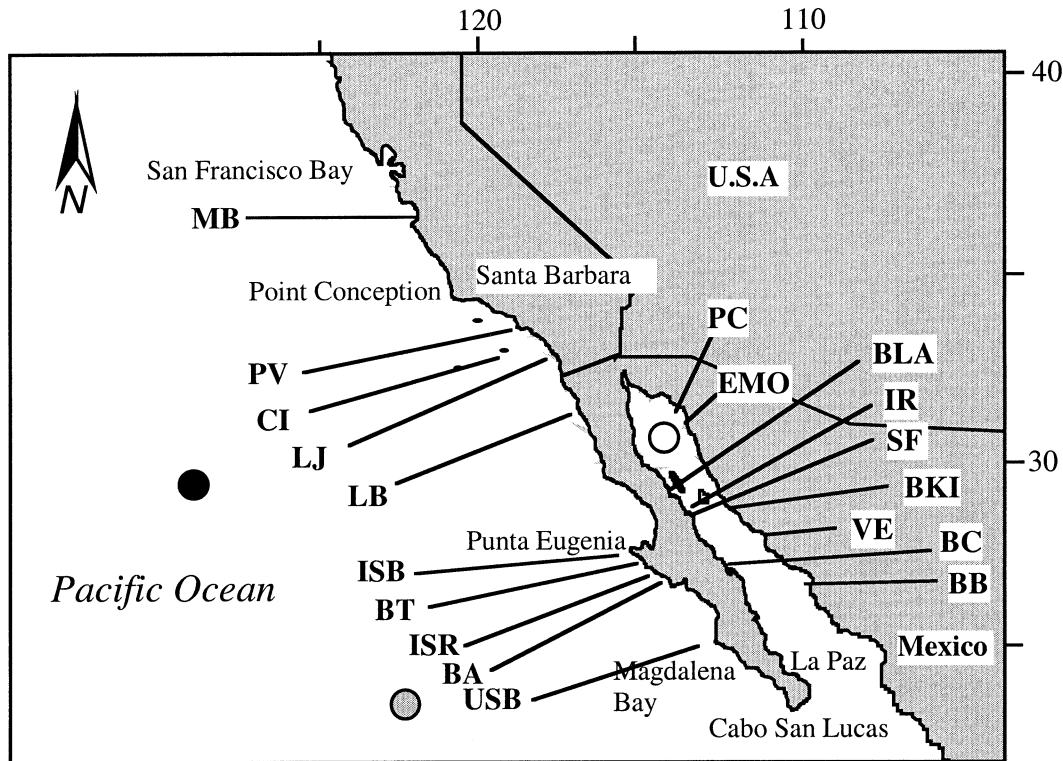 120
110
40
San Francisco Bay
U.S.A
N
MB
Santa Barbara
Point Conception
PC
BLA
PV
EMO
IR
CI
SF
LJ
30
LB
BKI
VE
Punta Eugenia
BC
ISB
Pacific Ocean
BB
BT
ISR
Mexico
BA
La Paz
USB
Magdalena
Bay
Cabo San Lucas